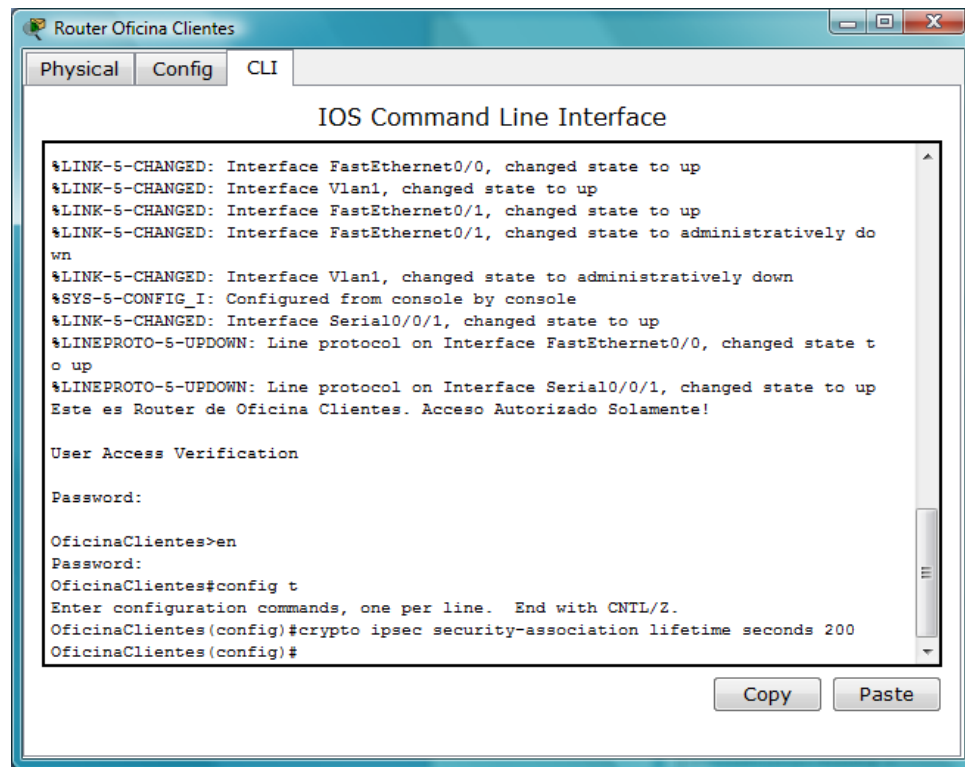 Router Oficina Clientes
Physical
Config
CLI
IOS Command Line Interface
%LINK-5-CHANGED: Interface FastEthernet0/0, changed state to up
%LINK-5-CHANGED: Interface Vlan1, changed state to up
%LINK-5-CHANGED: Interface FastEthernet0/1, changed state to up
%LINK-5-CHANGED: Interface FastEthernet0/1, changed state to administratively do
wn
%LINK-5-CHANGED: Interface Vlan1, changed state to administratively down
%SYS-5-CONFIG_I: Configured from console by console
%LINK-5-CHANGED: Interface Serial0/0/1, changed state to up
%LINEPROTO-5-UPDOWN: Line protocol on Interface FastEthernet0/0, changed state t
o up
%LINEPROTO-5-UPDOWN: Line protocol on Interface Serial0/0/1, changed state to up
Este es Router de Oficina Clientes. Acceso Autorizado Solamente!
User Access Verification
Password:
OficinaClientes>en
Password:
OficinaClientes#config t
Enter configuration commands, one per line.  End with CNTL/Z.
OficinaClientes(config)#crypto ipsec security-association lifetime seconds 200
OficinaClientes(config)#
Copy
Paste